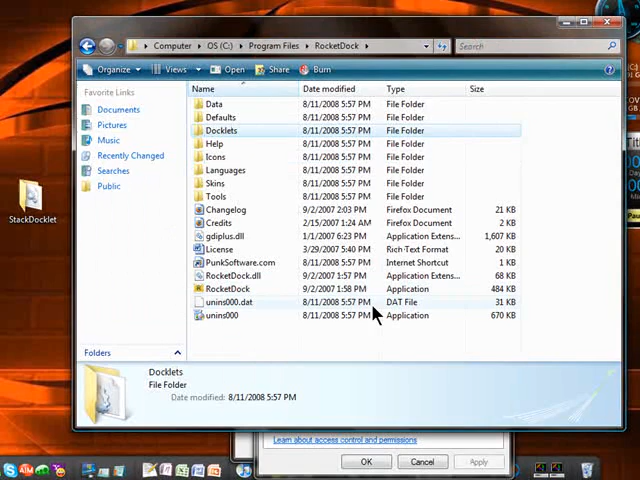 Computer OS (C:) Program Files RocketDock Search
Organize Views Open Share Burn
Favorite Links
Documents
Pictures
Music
Recently Changed
Searches
Public
Folders
Name Date modified Type Size
Data 8/11/2008 5:57 PM File Folder
Defaults 8/11/2008 5:57 PM File Folder
Docklets 8/11/2008 5:57 PM File Folder
Help 8/11/2008 5:57 PM File Folder
Icons 8/11/2008 5:57 PM File Folder
Languages 8/11/2008 5:57 PM File Folder
Skins 8/11/2008 5:57 PM File Folder
Tools 8/11/2008 5:57 PM File Folder
Changelog 9/2/2007 2:03 PM Firefox Document 21 KB
Credits 2/15/2007 1:24 AM Firefox Document 2 KB
gdiplus.dll 1/1/2007 6:23 PM Application Extens... 1,607 KB
License 3/29/2007 5:40 PM Rich Text Format 20 KB
PunkSoftware.com 8/11/2008 5:57 PM Internet Shortcut 1 KB
RocketDock.dll 9/2/2007 1:57 PM Application Extens... 68 KB
RocketDock 9/2/2007 1:58 PM Application 484 KB
unins000.dat 8/11/2008 5:57 PM DAT File 31 KB
unins000 8/11/2008 5:57 PM Application 670 KB
StackDocklet
Docklets
File Folder
Date modified: 8/11/2008 5:57 PM
Learn about access control and permissions
OK Cancel Apply